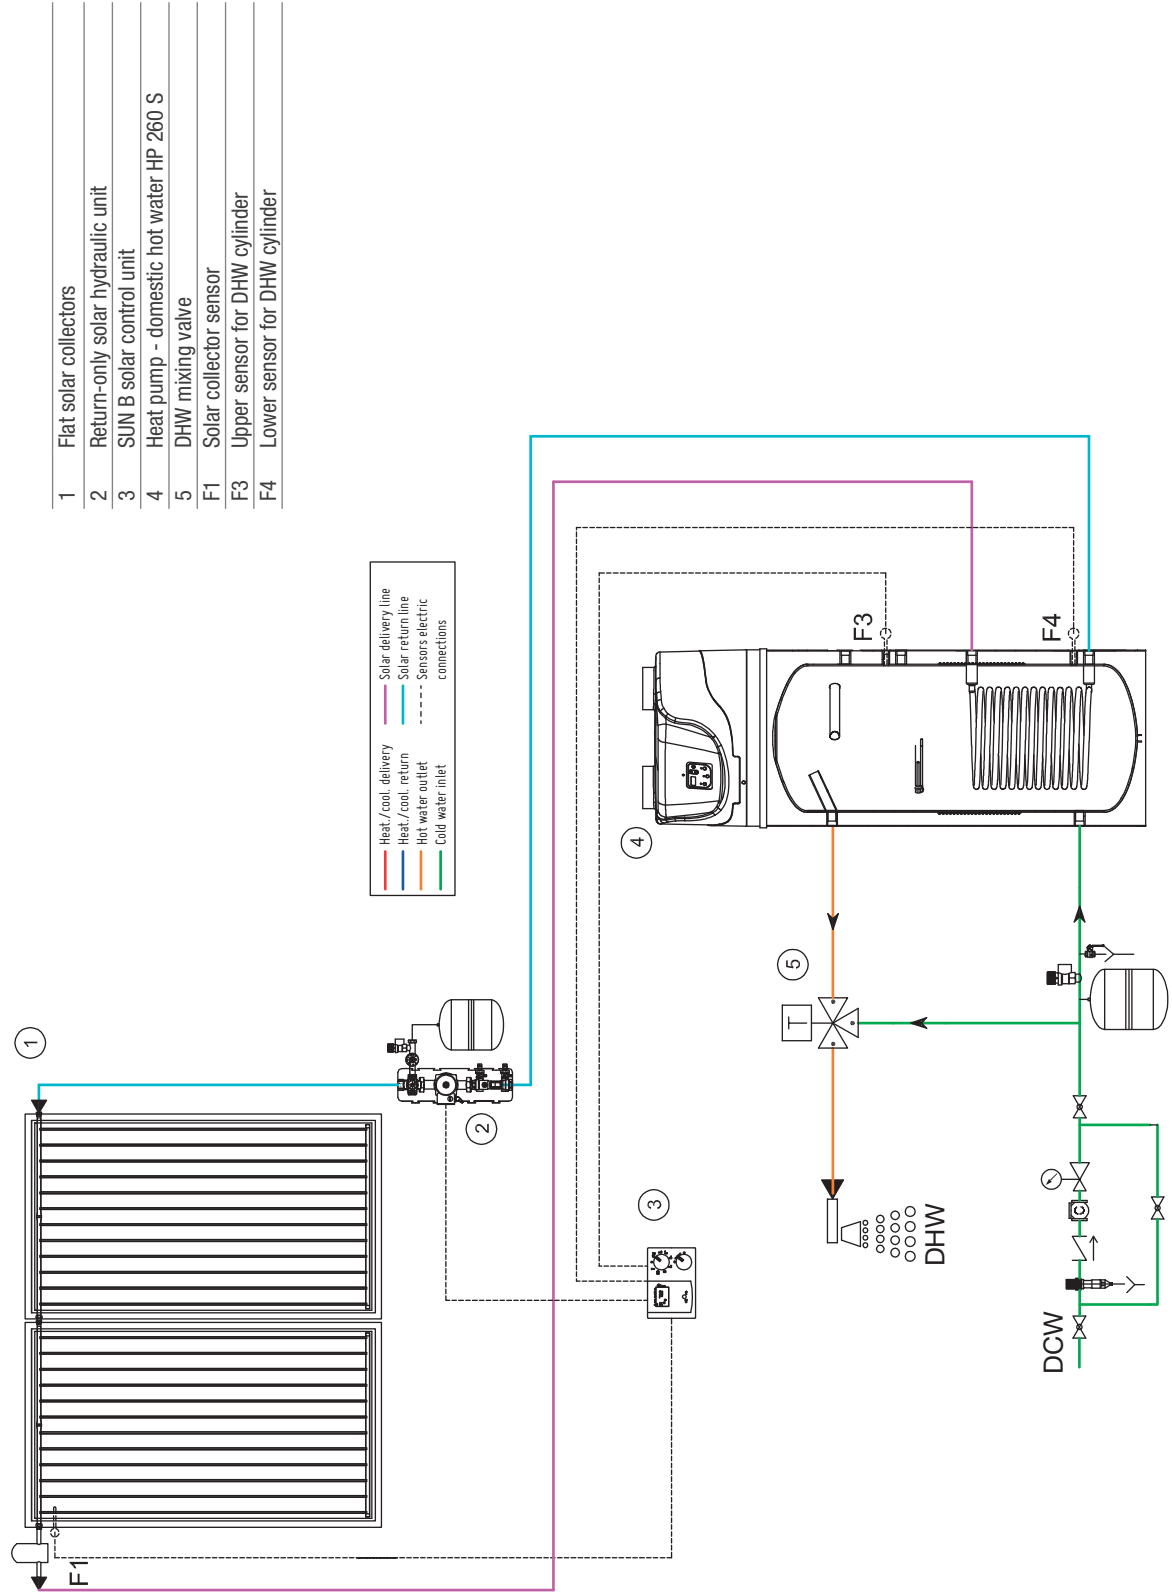 1 Flat solar collectors
2 Return-only solar hydraulic unit
3 SUN B solar control unit
4 Heat pump - domestic hot water HP 260 S
5 DHW mixing valve
F1 Solar collector sensor
F3 Upper sensor for DHW cylinder
F4 Lower sensor for DHW cylinder
Heat./cool. delivery
Heat./cool. return
Hot water outlet
Cold water inlet
Solar delivery line
Solar return line
Sensors electric
connections
1
2
3
4
5
T
F1
F3
F4
DHW
DCW